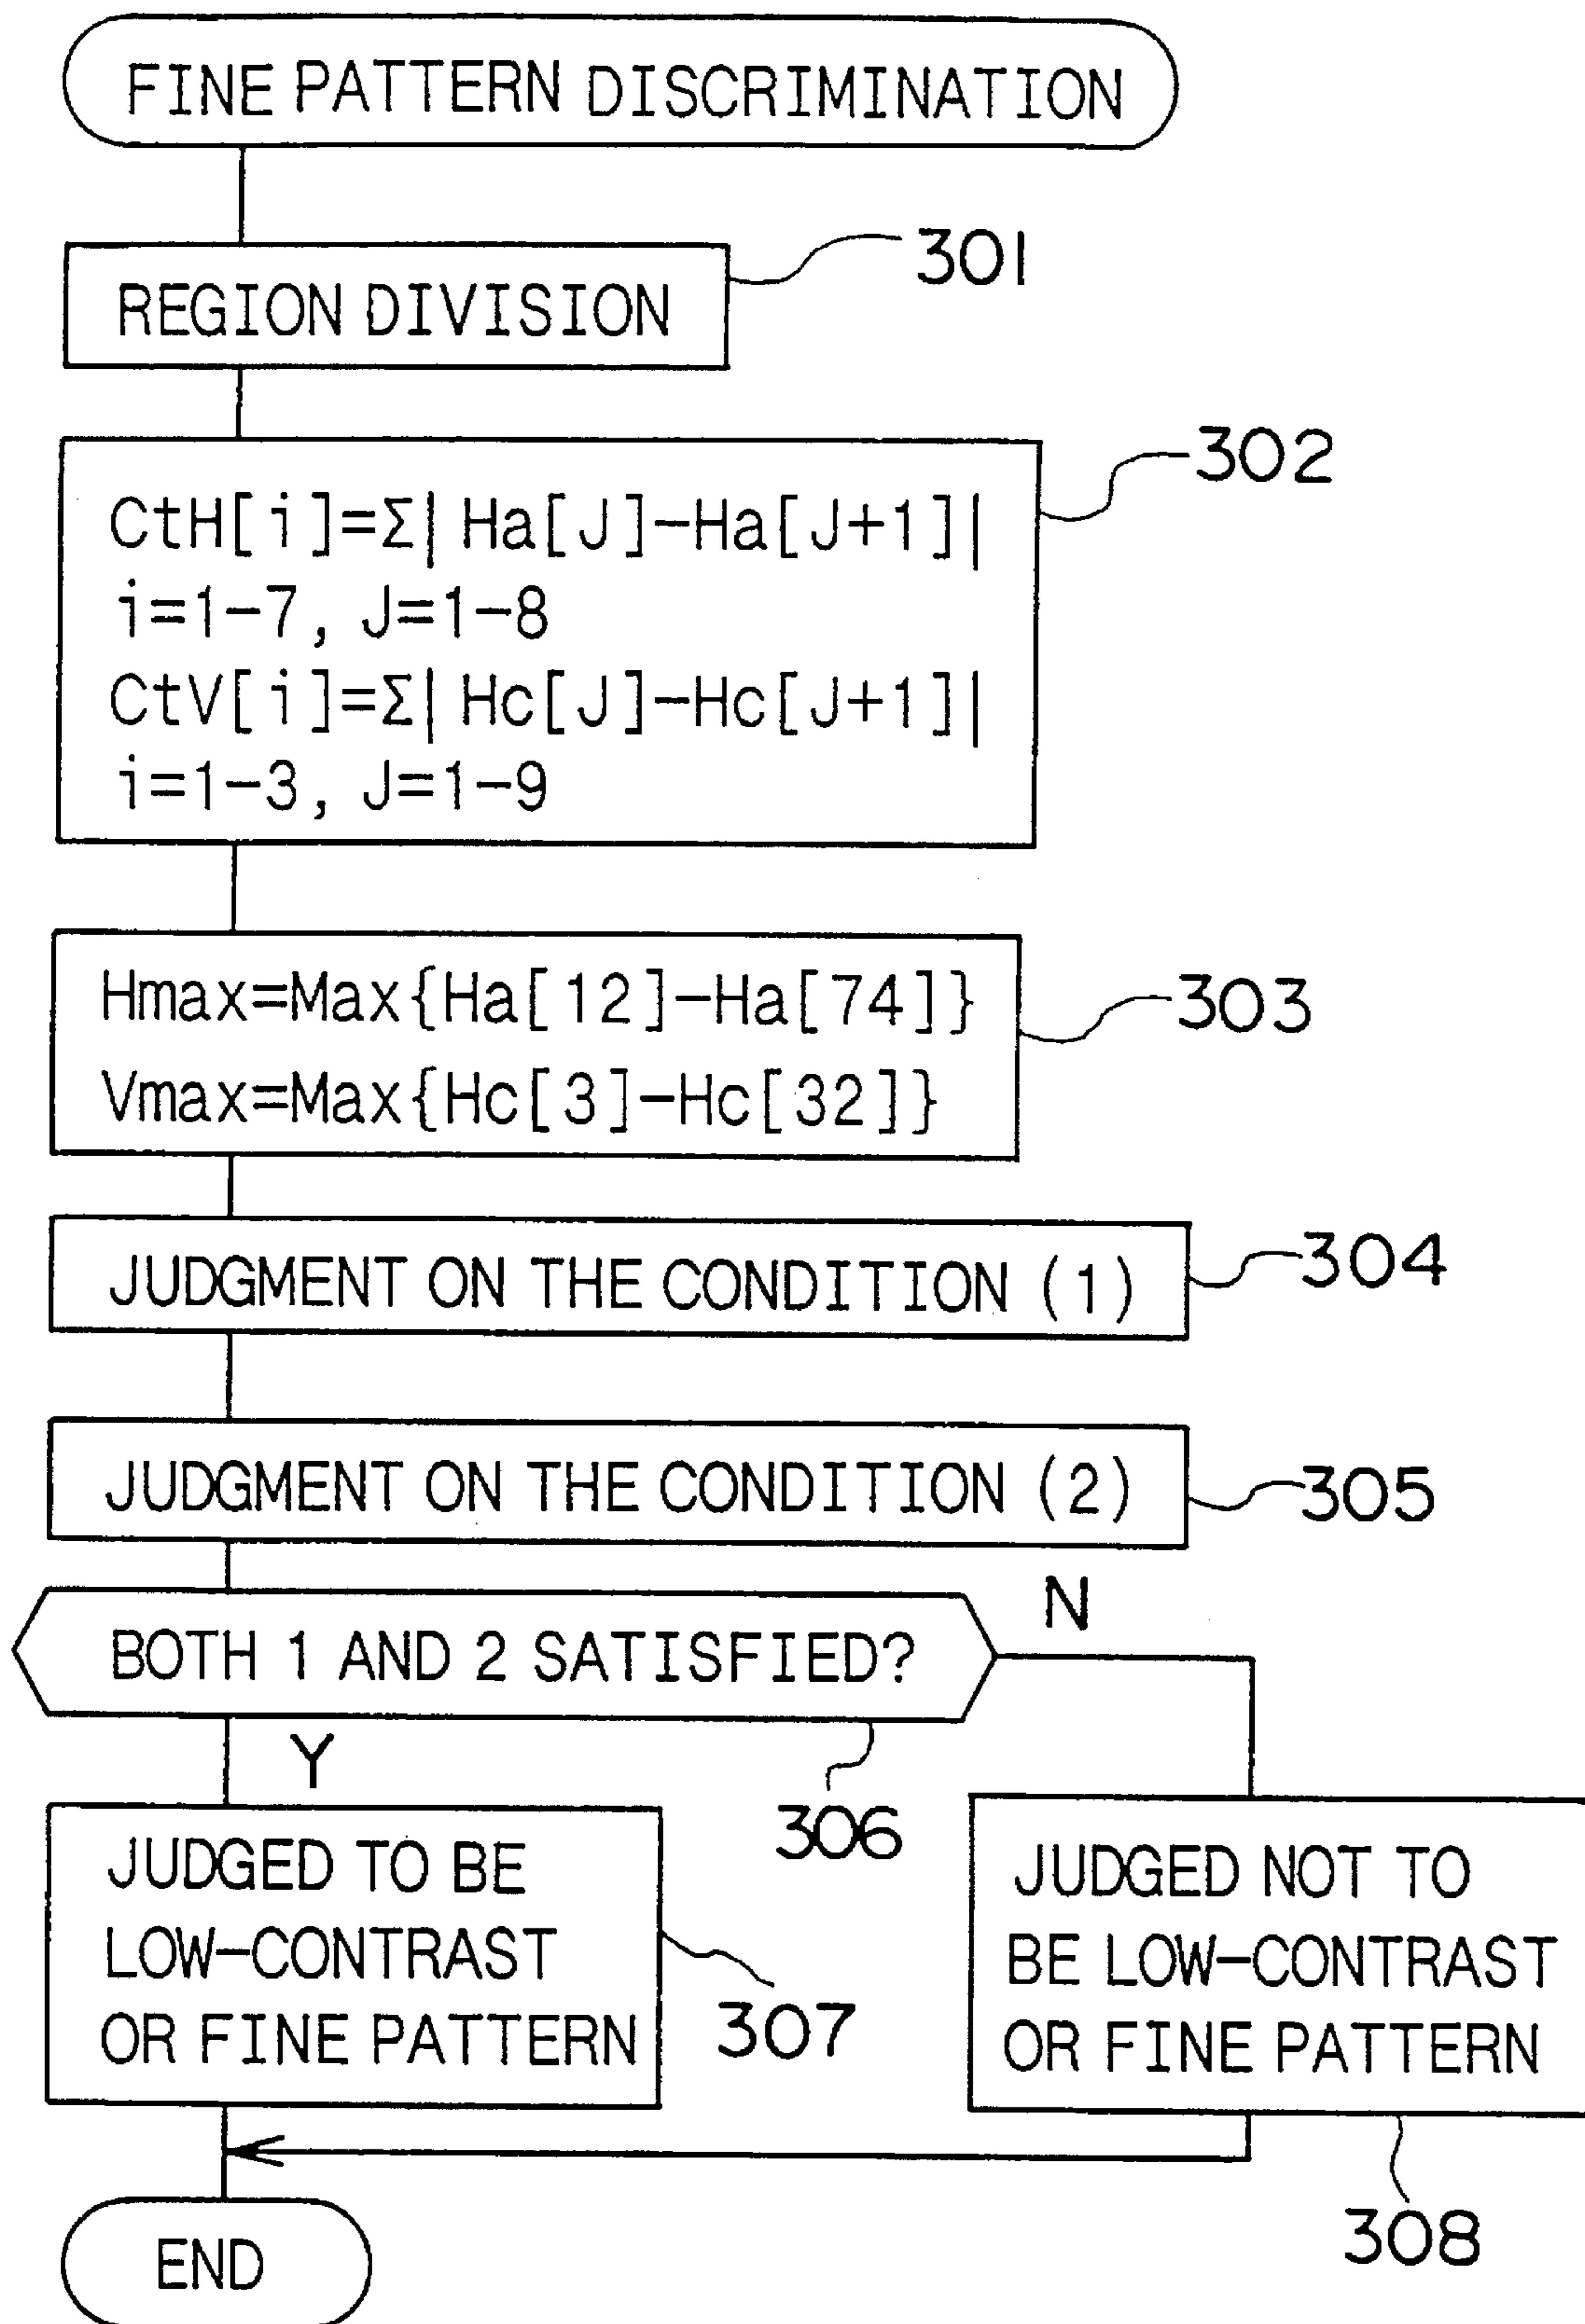 FINE PATTERN DISCRIMINATION
REGION DIVISION
301
CtH[i]=Σ|Ha[J]-Ha[J+1]|
i=1-7, J=1-8
CtV[i]=Σ|Hc[J]-Hc[J+1]|
i=1-3, J=1-9
302
Hmax=Max{Ha[12]-Ha[74]}
Vmax=Max{Hc[3]-Hc[32]}
303
JUDGMENT ON THE CONDITION (1)
304
JUDGMENT ON THE CONDITION (2)
305
BOTH 1 AND 2 SATISFIED?
N
Y
306
JUDGED TO BE
LOW-CONTRAST
OR FINE PATTERN
307
JUDGED NOT TO
BE LOW-CONTRAST
OR FINE PATTERN
308
END